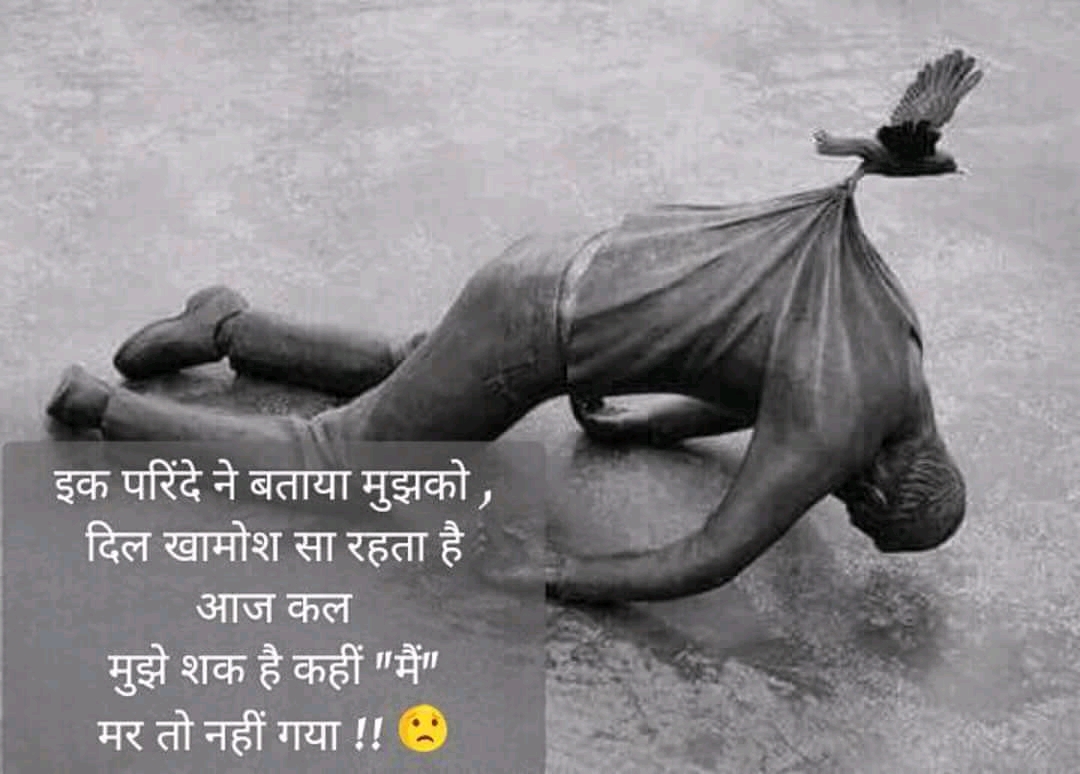 इक परिंदे ने बताया मुझको ,
दिल खामोश सा रहता है
आज कल
मुझे शक है कहीं "मैं"
मर तो नहीं गया !! 😟